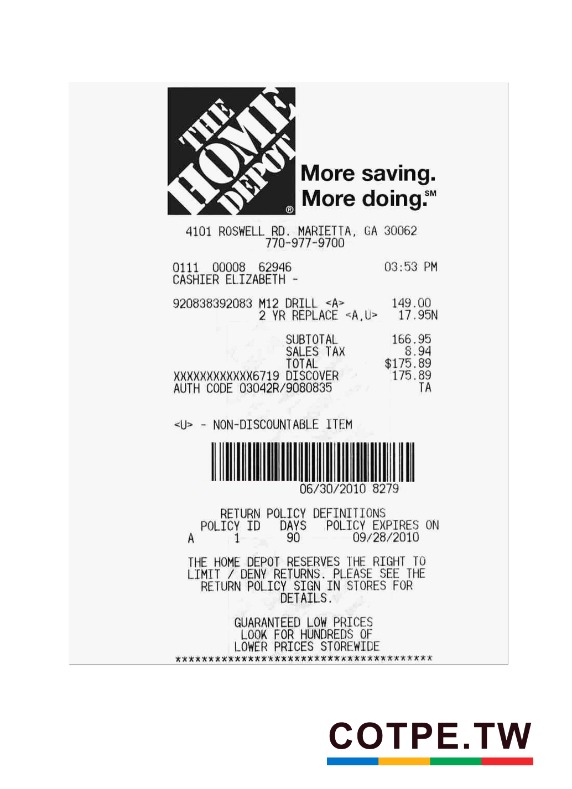 THE
HOME
DEPOT
®
More saving.
More doing.℠
4101 ROSWELL RD. MARIETTA, GA 30062
770-977-9700
0111 00008 62946 03:53 PM
CASHIER ELIZABETH -
920838392083 M12 DRILL <A> 149.00
2 YR REPLACE <A,U> 17.95N
SUBTOTAL 166.95
SALES TAX 8.94
TOTAL $175.89
XXXXXXXXXXXX6719 DISCOVER 175.89
AUTH CODE 03042R/9080835 TA
<U> - NON-DISCOUNTABLE ITEM
06/30/2010 8279
RETURN POLICY DEFINITIONS
POLICY ID DAYS POLICY EXPIRES ON
A 1 90 09/28/2010
THE HOME DEPOT RESERVES THE RIGHT TO
LIMIT / DENY RETURNS. PLEASE SEE THE
RETURN POLICY SIGN IN STORES FOR
DETAILS.
GUARANTEED LOW PRICES
LOOK FOR HUNDREDS OF
LOWER PRICES STOREWIDE
***************************************
COTPE.TW